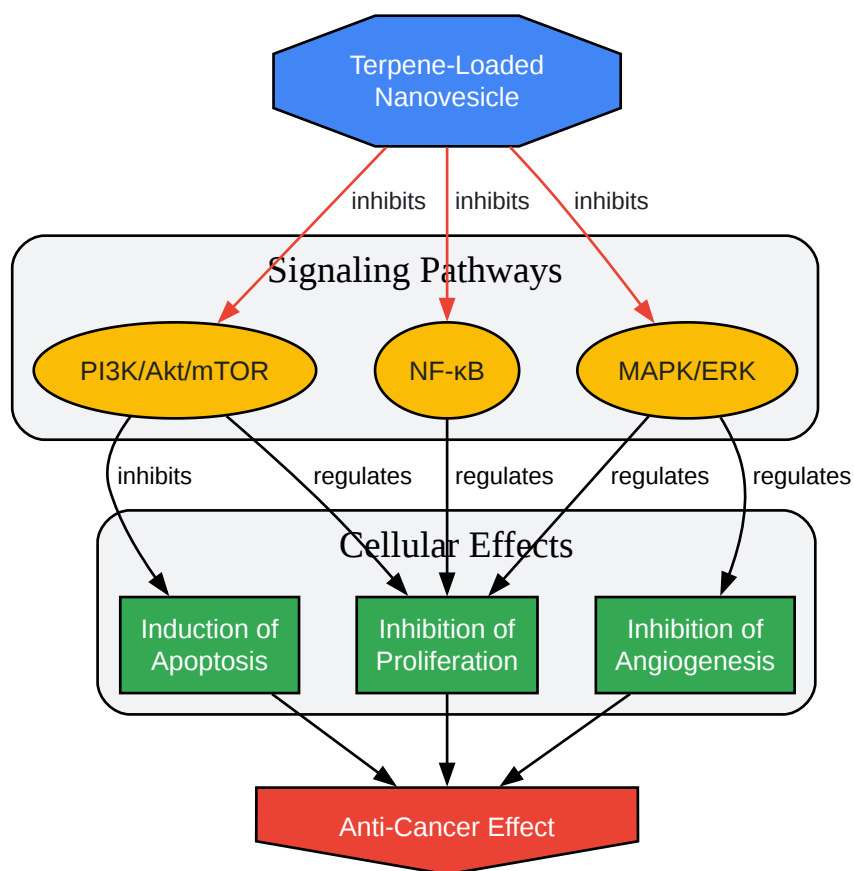 Terpene-Loaded
Nanovesicle
inhibits inhibits inhibits
Signaling Pathways
PI3K/Akt/mTOR NF-κB MAPK/ERK
inhibits regulates regulates regulates regulates
Cellular Effects
Induction of
Apoptosis
Inhibition of
Proliferation
Inhibition of
Angiogenesis
Anti-Cancer Effect